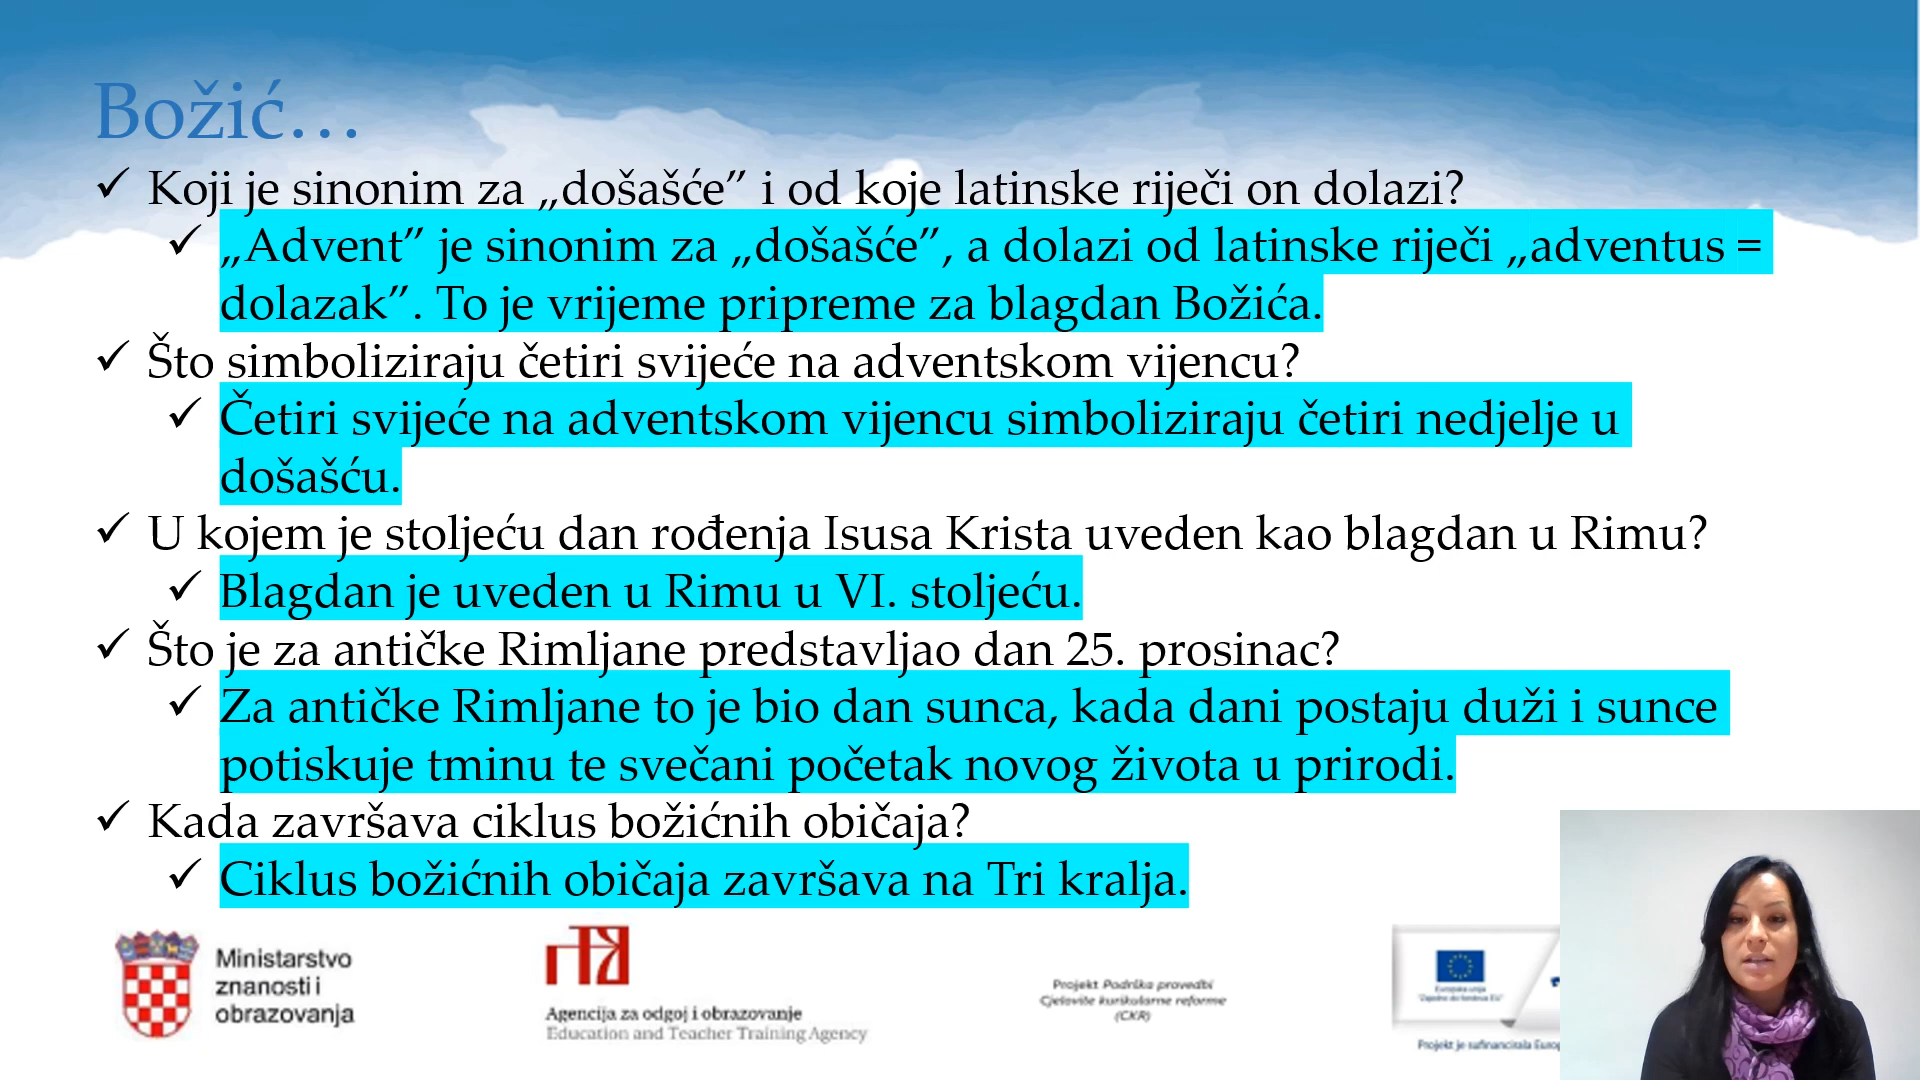 Božić…
✓ Koji je sinonim za „došašće” i od koje latinske riječi on dolazi?
✓ „Advent” je sinonim za „došašće”, a dolazi od latinske riječi „adventus =
dolazak”. To je vrijeme pripreme za blagdan Božića.
✓ Što simboliziraju četiri svijeće na adventskom vijencu?
✓ Četiri svijeće na adventskom vijencu simboliziraju četiri nedjelje u
došašću.
✓ U kojem je stoljeću dan rođenja Isusa Krista uveden kao blagdan u Rimu?
✓ Blagdan je uveden u Rimu u VI. stoljeću.
✓ Što je za antičke Rimljane predstavljao dan 25. prosinac?
✓ Za antičke Rimljane to je bio dan sunca, kada dani postaju duži i sunce
potiskuje tminu te svečani početak novog života u prirodi.
✓ Kada završava ciklus božićnih običaja?
✓ Ciklus božićnih običaja završava na Tri kralja.
Ministarstvo
znanosti i
obrazovanja
Agencija za odgoj i obrazovanje
Education and Teacher Training Agency
Projekt Podrška provedbi
Cjelovite kurikularne reforme
(CKR)
Europska unija
Projekt je sufinancirala